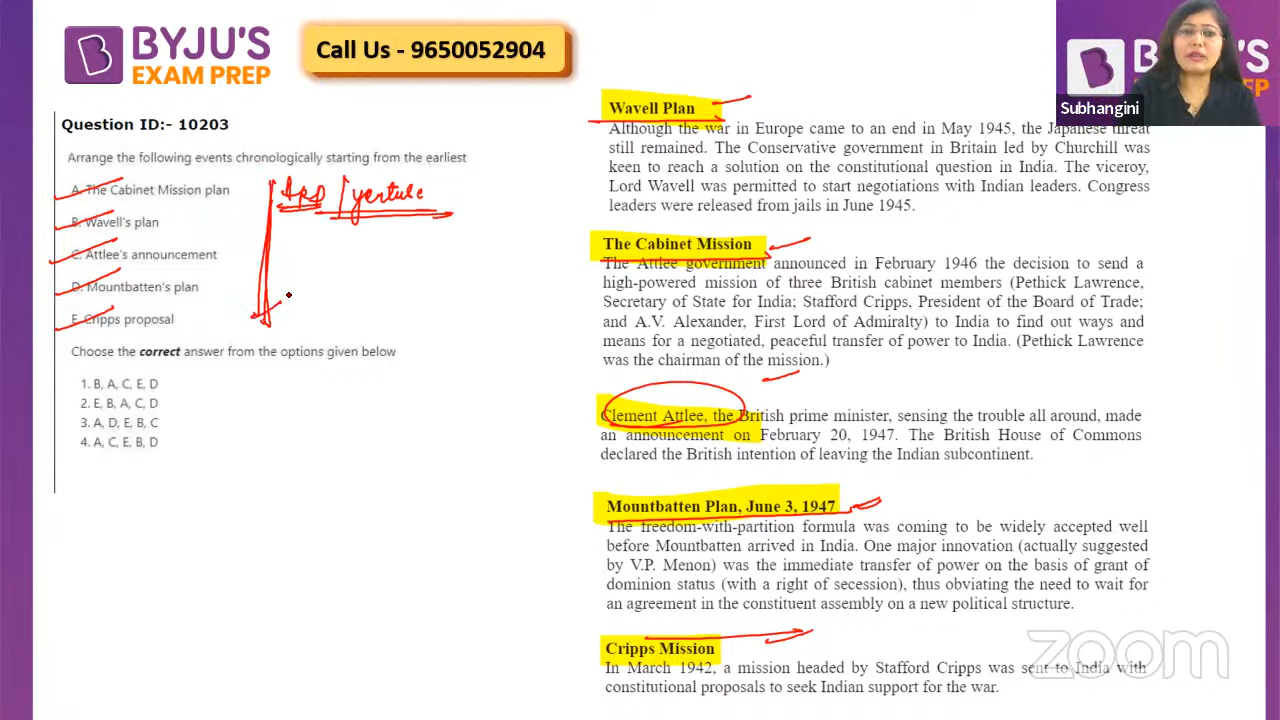 BYJU'S
EXAM PREP
Call Us - 9650052904
BYJU'S
EXAM PREP
Subhangini
Question ID:- 10203
Arrange the following events chronologically starting from the earliest
A. The Cabinet Mission plan
B. Wavell's plan
C. Attlee's announcement
D. Mountbatten's plan
E. Cripps proposal
Choose the correct answer from the options given below
1. B, A, C, E, D
2. E, B, A, C, D
3. A, D, E, B, C
4. A, C, E, B, D
Wavell Plan
Although the war in Europe came to an end in May 1945, the Japanese threat
still remained. The Conservative government in Britain led by Churchill was
keen to reach a solution on the constitutional question in India. The viceroy,
Lord Wavell was permitted to start negotiations with Indian leaders. Congress
leaders were released from jails in June 1945.
The Cabinet Mission
The Attlee government announced in February 1946 the decision to send a
high-powered mission of three British cabinet members (Pethick Lawrence,
Secretary of State for India; Stafford Cripps, President of the Board of Trade;
and A.V. Alexander, First Lord of Admiralty) to India to find out ways and
means for a negotiated, peaceful transfer of power to India. (Pethick Lawrence
was the chairman of the mission.)
Clement Attlee, the British prime minister, sensing the trouble all around, made
an announcement on February 20, 1947. The British House of Commons
declared the British intention of leaving the Indian subcontinent.
Mountbatten Plan, June 3, 1947
The freedom-with-partition formula was coming to be widely accepted well
before Mountbatten arrived in India. One major innovation (actually suggested
by V.P. Menon) was the immediate transfer of power on the basis of grant of
dominion status (with a right of secession), thus obviating the need to wait for
an agreement in the constituent assembly on a new political structure.
Cripps Mission
In March 1942, a mission headed by Stafford Cripps was sent to India with
constitutional proposals to seek Indian support for the war.
zoom